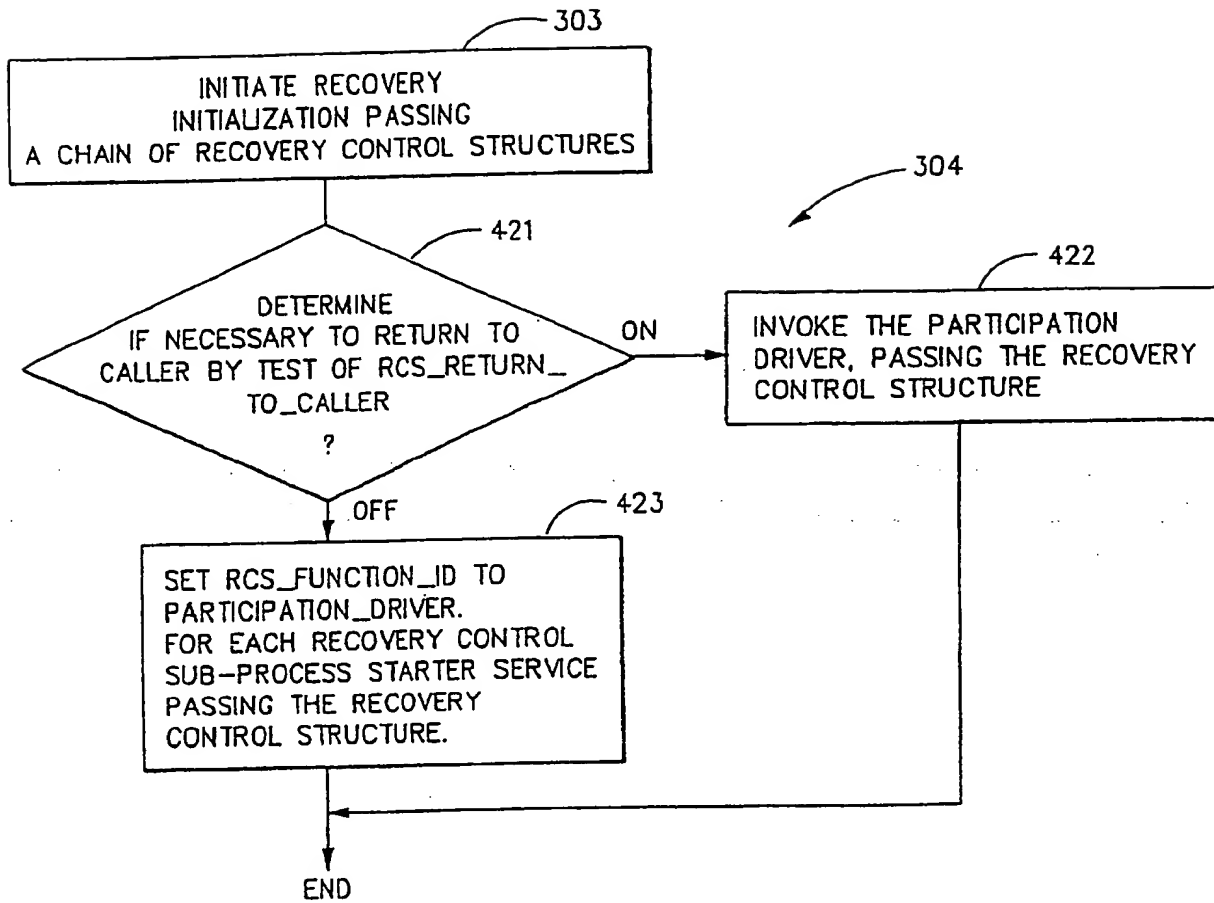 303
INITIATE RECOVERY
INITIALIZATION PASSING
A CHAIN OF RECOVERY CONTROL STRUCTURES
304
421
DETERMINE
IF NECESSARY TO RETURN TO
CALLER BY TEST OF RCS_RETURN_
TO_CALLER
?
ON
422
INVOKE THE PARTICIPATION
DRIVER, PASSING THE RECOVERY
CONTROL STRUCTURE
OFF
423
SET RCS_FUNCTION_ID TO
PARTICIPATION_DRIVER.
FOR EACH RECOVERY CONTROL
SUB-PROCESS STARTER SERVICE
PASSING THE RECOVERY
CONTROL STRUCTURE.
END